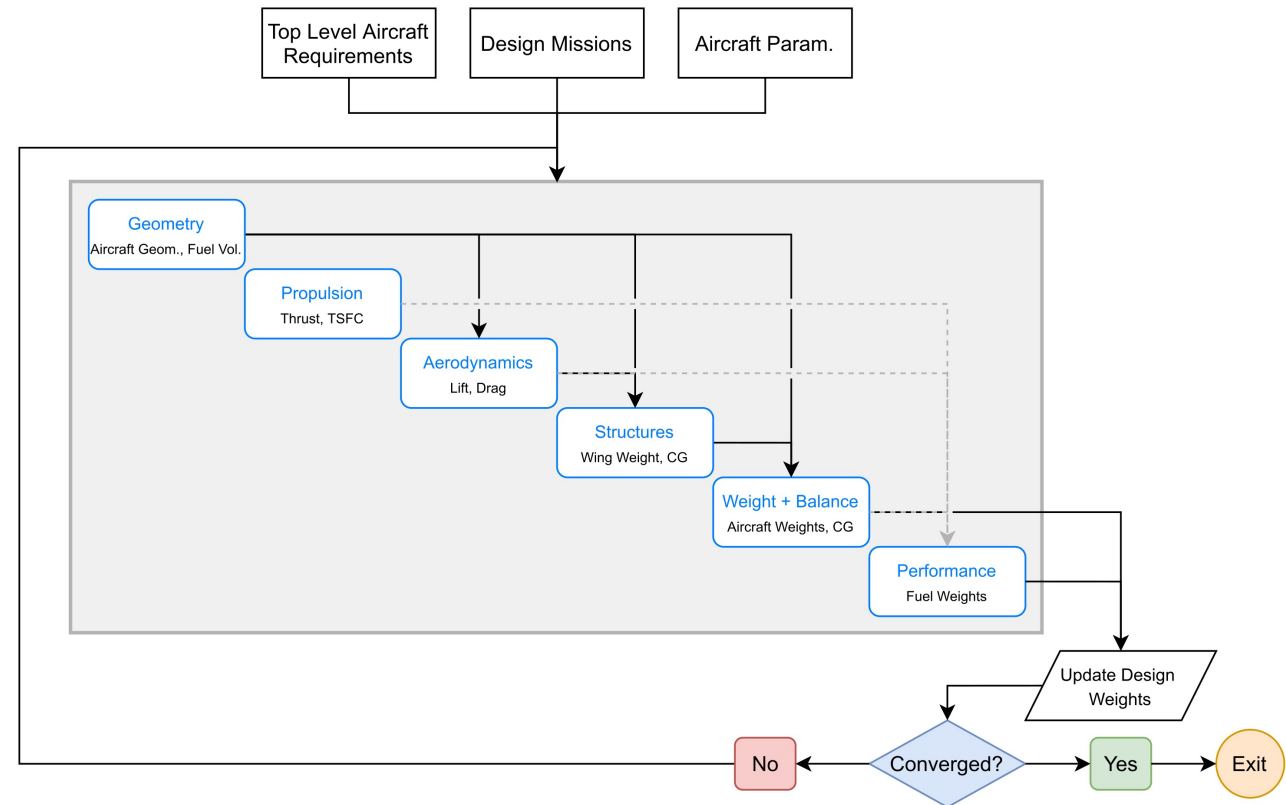 Top Level Aircraft
Requirements
Design Missions
Aircraft Param.
Geometry
Aircraft Geom., Fuel Vol.
Propulsion
Thrust, TSFC
Aerodynamics
Lift, Drag
Structures
Wing Weight, CG
Weight + Balance
Aircraft Weights, CG
Performance
Fuel Weights
Update Design
Weights
No
Converged?
Yes
Exit